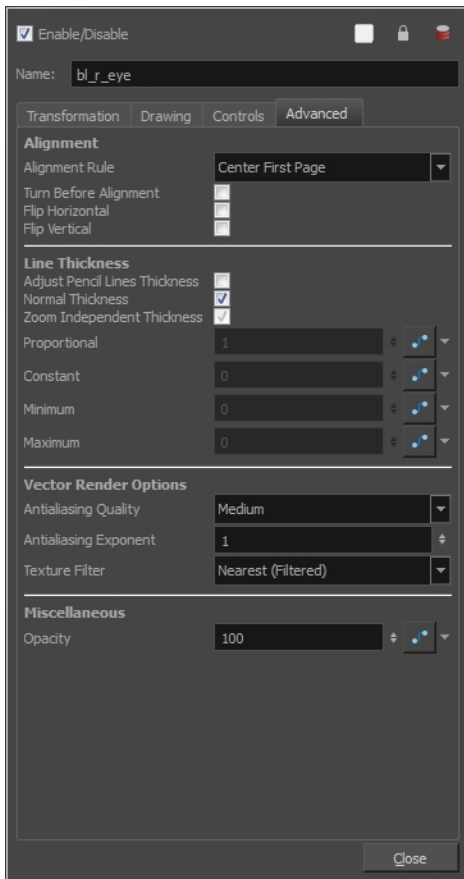 Enable/Disable
Name: bl_r_eye
Transformation Drawing Controls Advanced
Alignment
Alignment Rule Center First Page
Turn Before Alignment
Flip Horizontal
Flip Vertical
Line Thickness
Adjust Pencil Lines Thickness
Normal Thickness
Zoom Independent Thickness
Proportional 1
Constant 0
Minimum 0
Maximum 0
Vector Render Options
Antialiasing Quality Medium
Antialiasing Exponent 1
Texture Filter Nearest (Filtered)
Miscellaneous
Opacity 100
Close